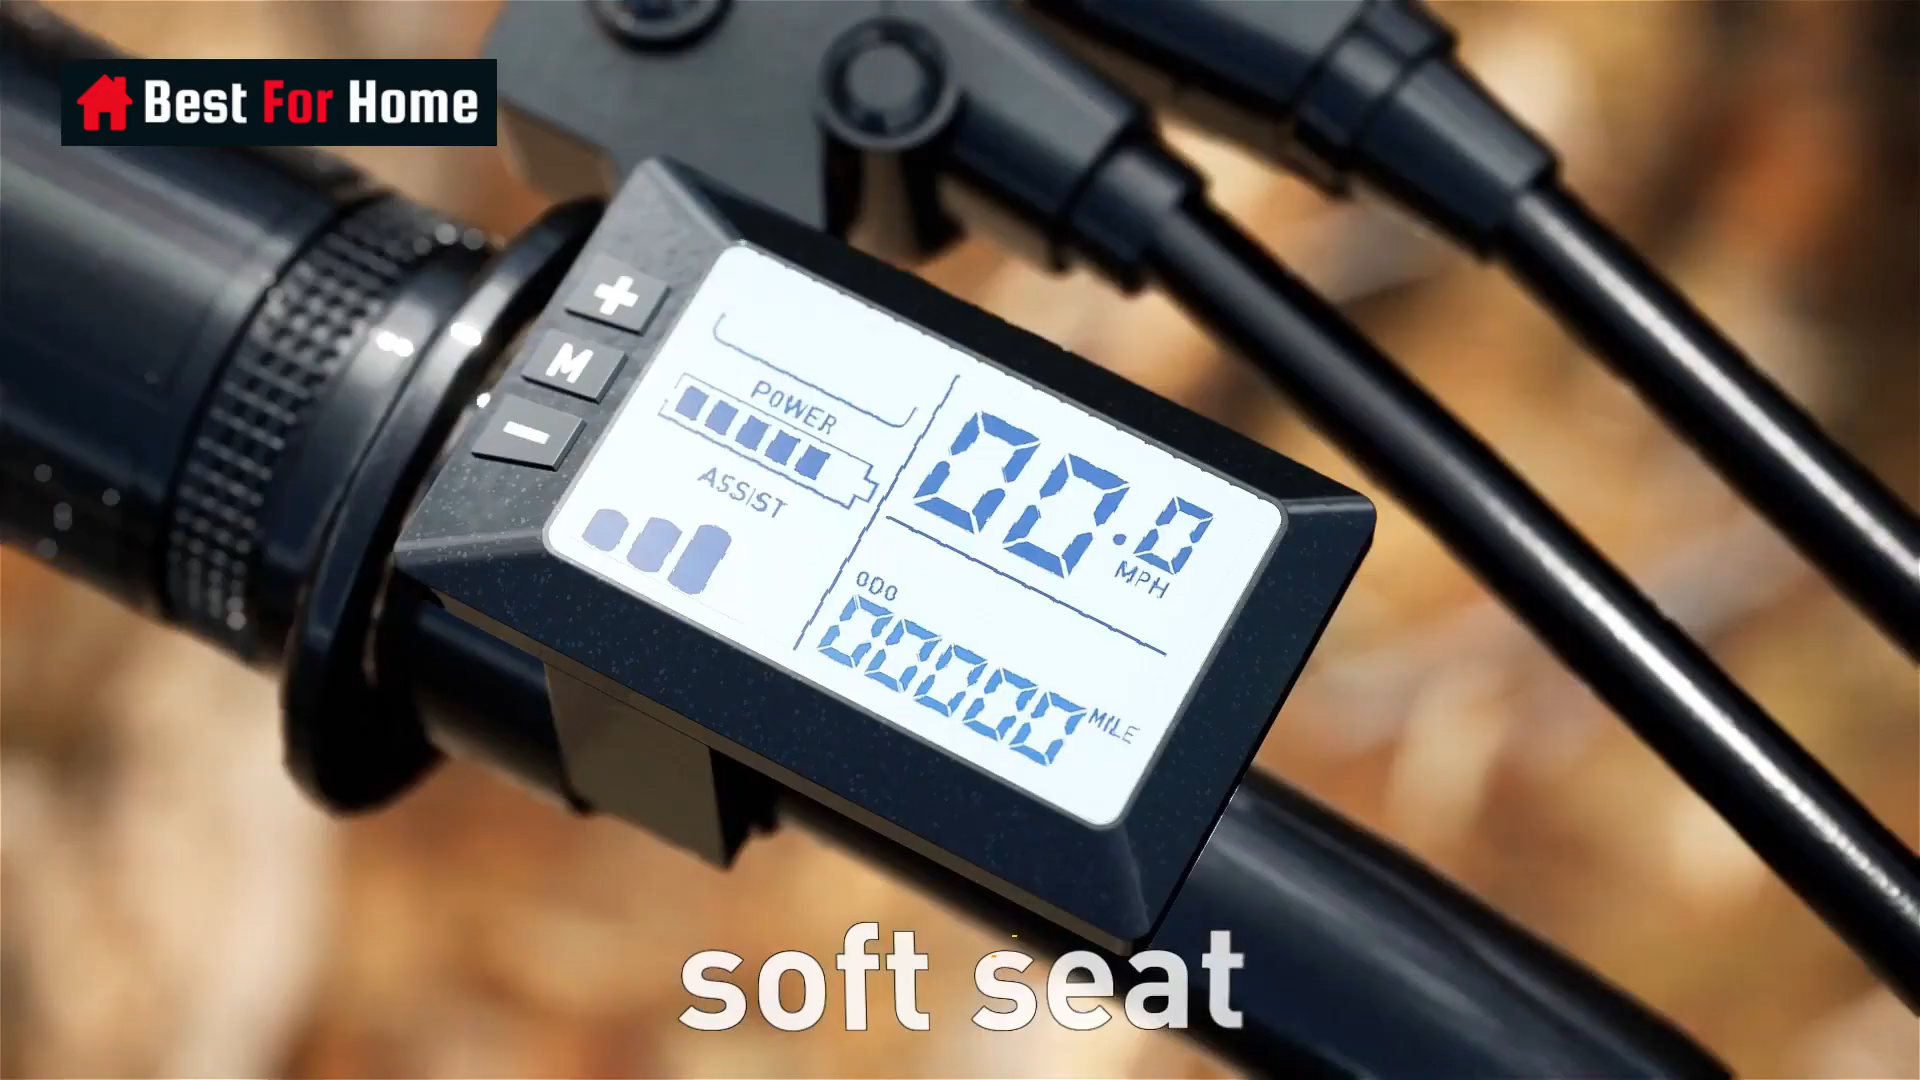 Best For Home
+
M
-
POWER
ASSIST
00.0
MPH
ODO
00000
MILE
soft seat